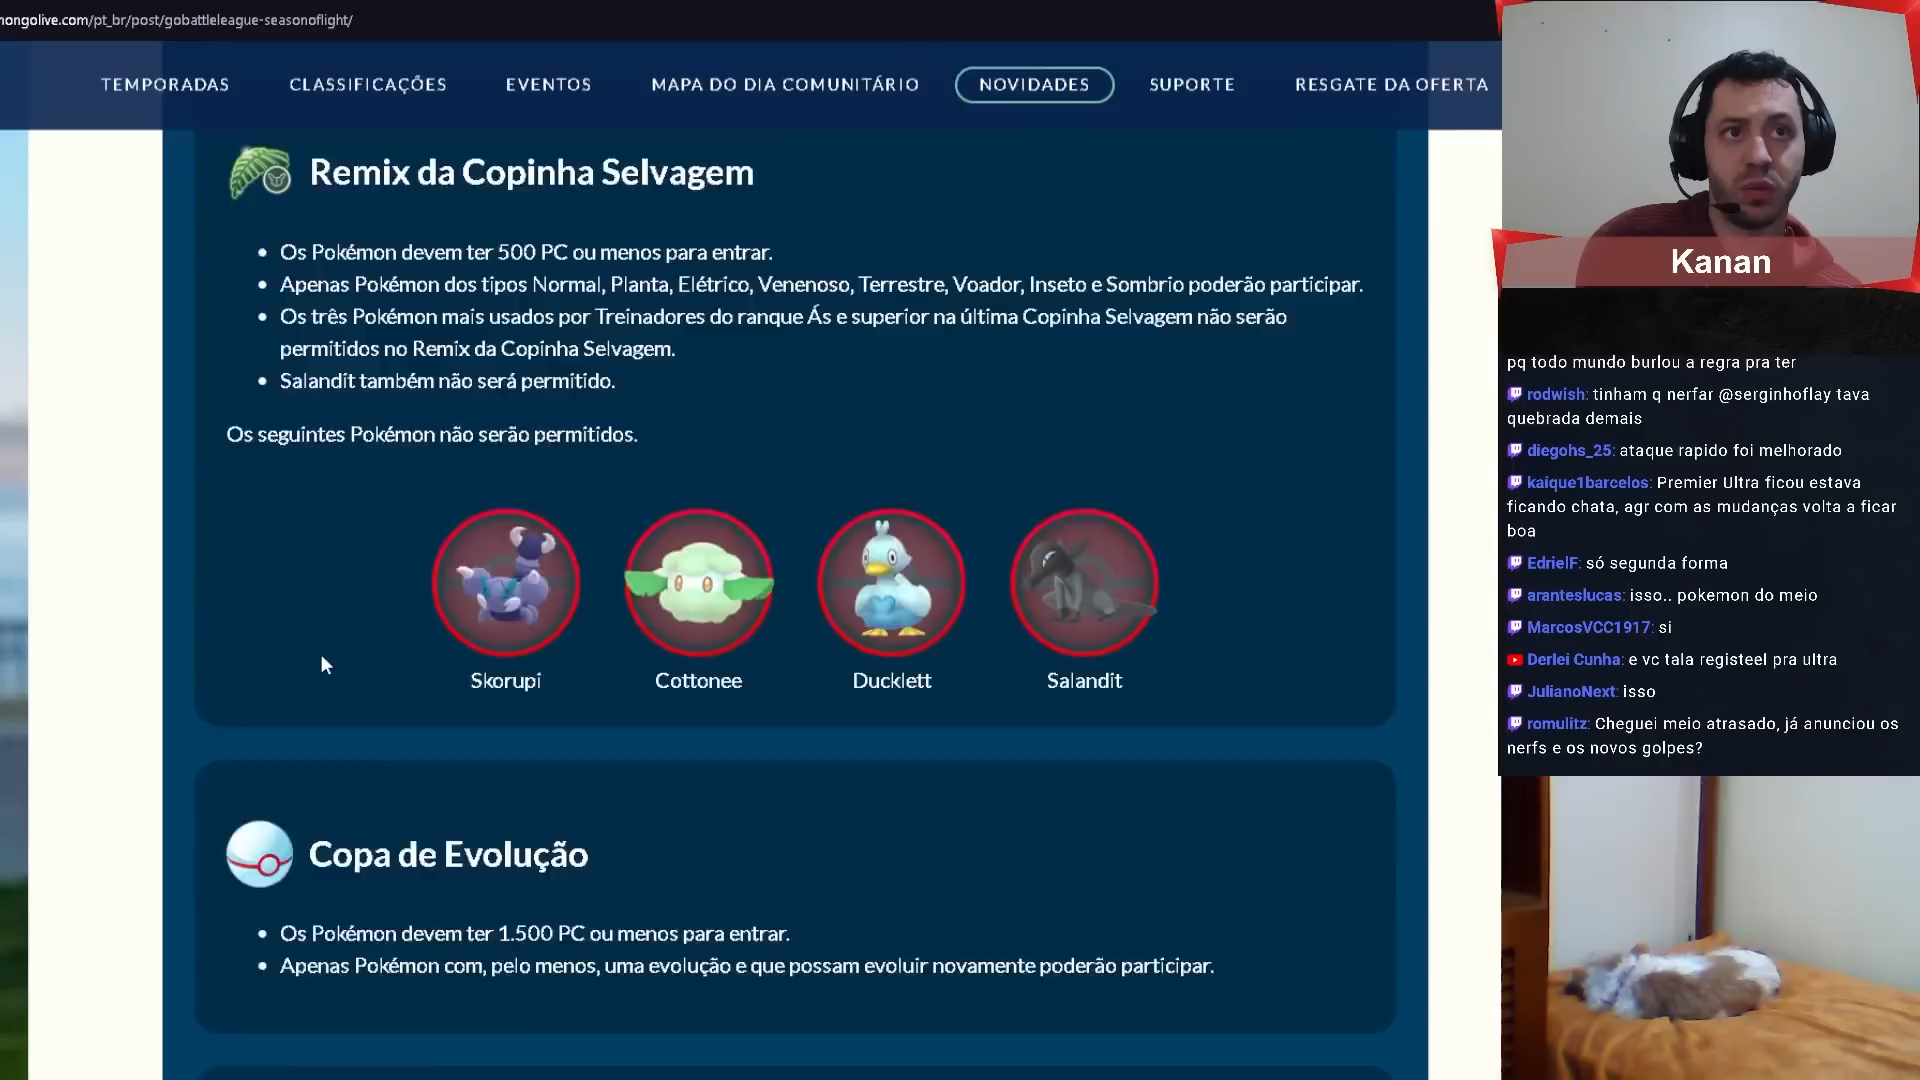 mongolive.com/pt_br/post/gobattleleague-seasonoflight/
TEMPORADAS
CLASSIFICAÇÕES
EVENTOS
MAPA DO DIA COMUNITÁRIO
NOVIDADES
SUPORTE
RESGATE DA OFERTA
Remix da Copinha Selvagem
• Os Pokémon devem ter 500 PC ou menos para entrar.
• Apenas Pokémon dos tipos Normal, Planta, Elétrico, Venenoso, Terrestre, Voador, Inseto e Sombrio poderão participar.
• Os três Pokémon mais usados por Treinadores do ranque Ás e superior na última Copinha Selvagem não serão
permitidos no Remix da Copinha Selvagem.
• Salandit também não será permitido.
Os seguintes Pokémon não serão permitidos.
Skorupi
Cottonee
Ducklett
Salandit
Copa de Evolução
• Os Pokémon devem ter 1.500 PC ou menos para entrar.
• Apenas Pokémon com, pelo menos, uma evolução e que possam evoluir novamente poderão participar.
Kanan
pq todo mundo burlou a regra pra ter
rodwish: tinham q nerfar @serginhoflay tava
quebrada demais
diegohs_25: ataque rapido foi melhorado
kaique1barcelos: Premier Ultra ficou estava
ficando chata, agr com as mudanças volta a ficar
boa
EdrielF: só segunda forma
aranteslucas: isso.. pokemon do meio
MarcosVCC1917: si
Derlei Cunha: e vc tala registeel pra ultra
JulianoNext: isso
romulitz: Cheguei meio atrasado, já anunciou os
nerfs e os novos golpes?